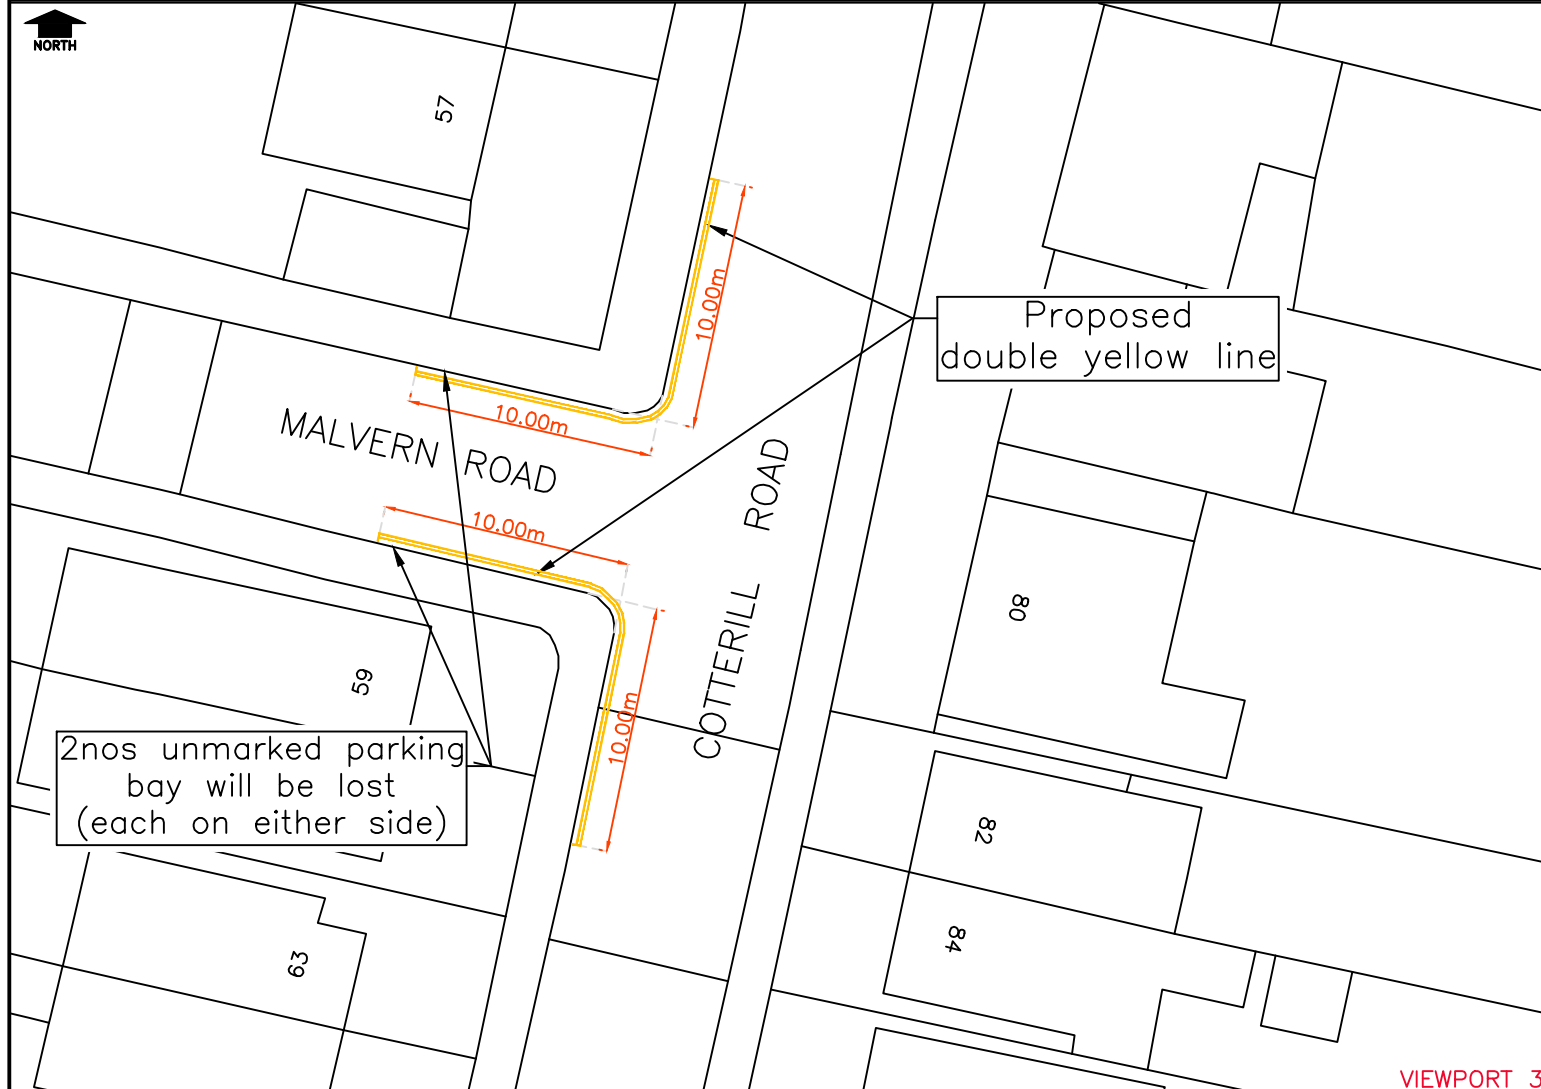 NORTH
57
10.00m
Proposed
double yellow line
10.00m
MALVERN ROAD
COTTERILL ROAD
10.00m
80
59
10.00m
2nos unmarked parking
bay will be lost
(each on either side)
82
84
63
VIEWPORT 3